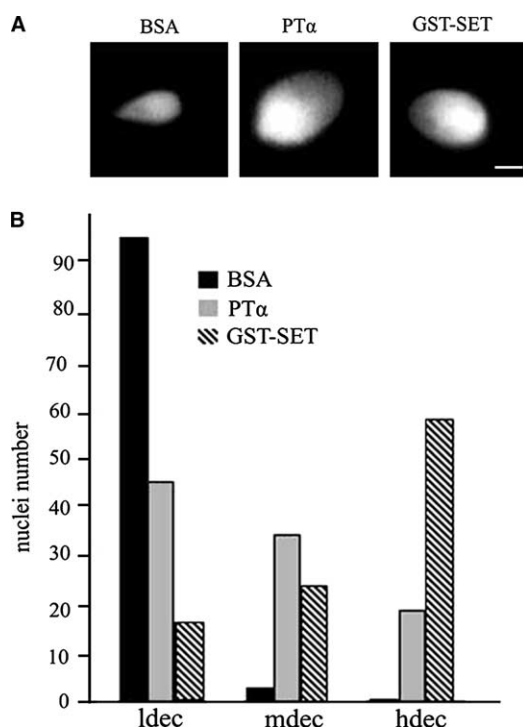 A
BSA PTα GST-SET
B
90
80
70
60
50
40
30
20
10
0
nuclei number
BSA
PTα
GST-SET
ldec mdec hdec